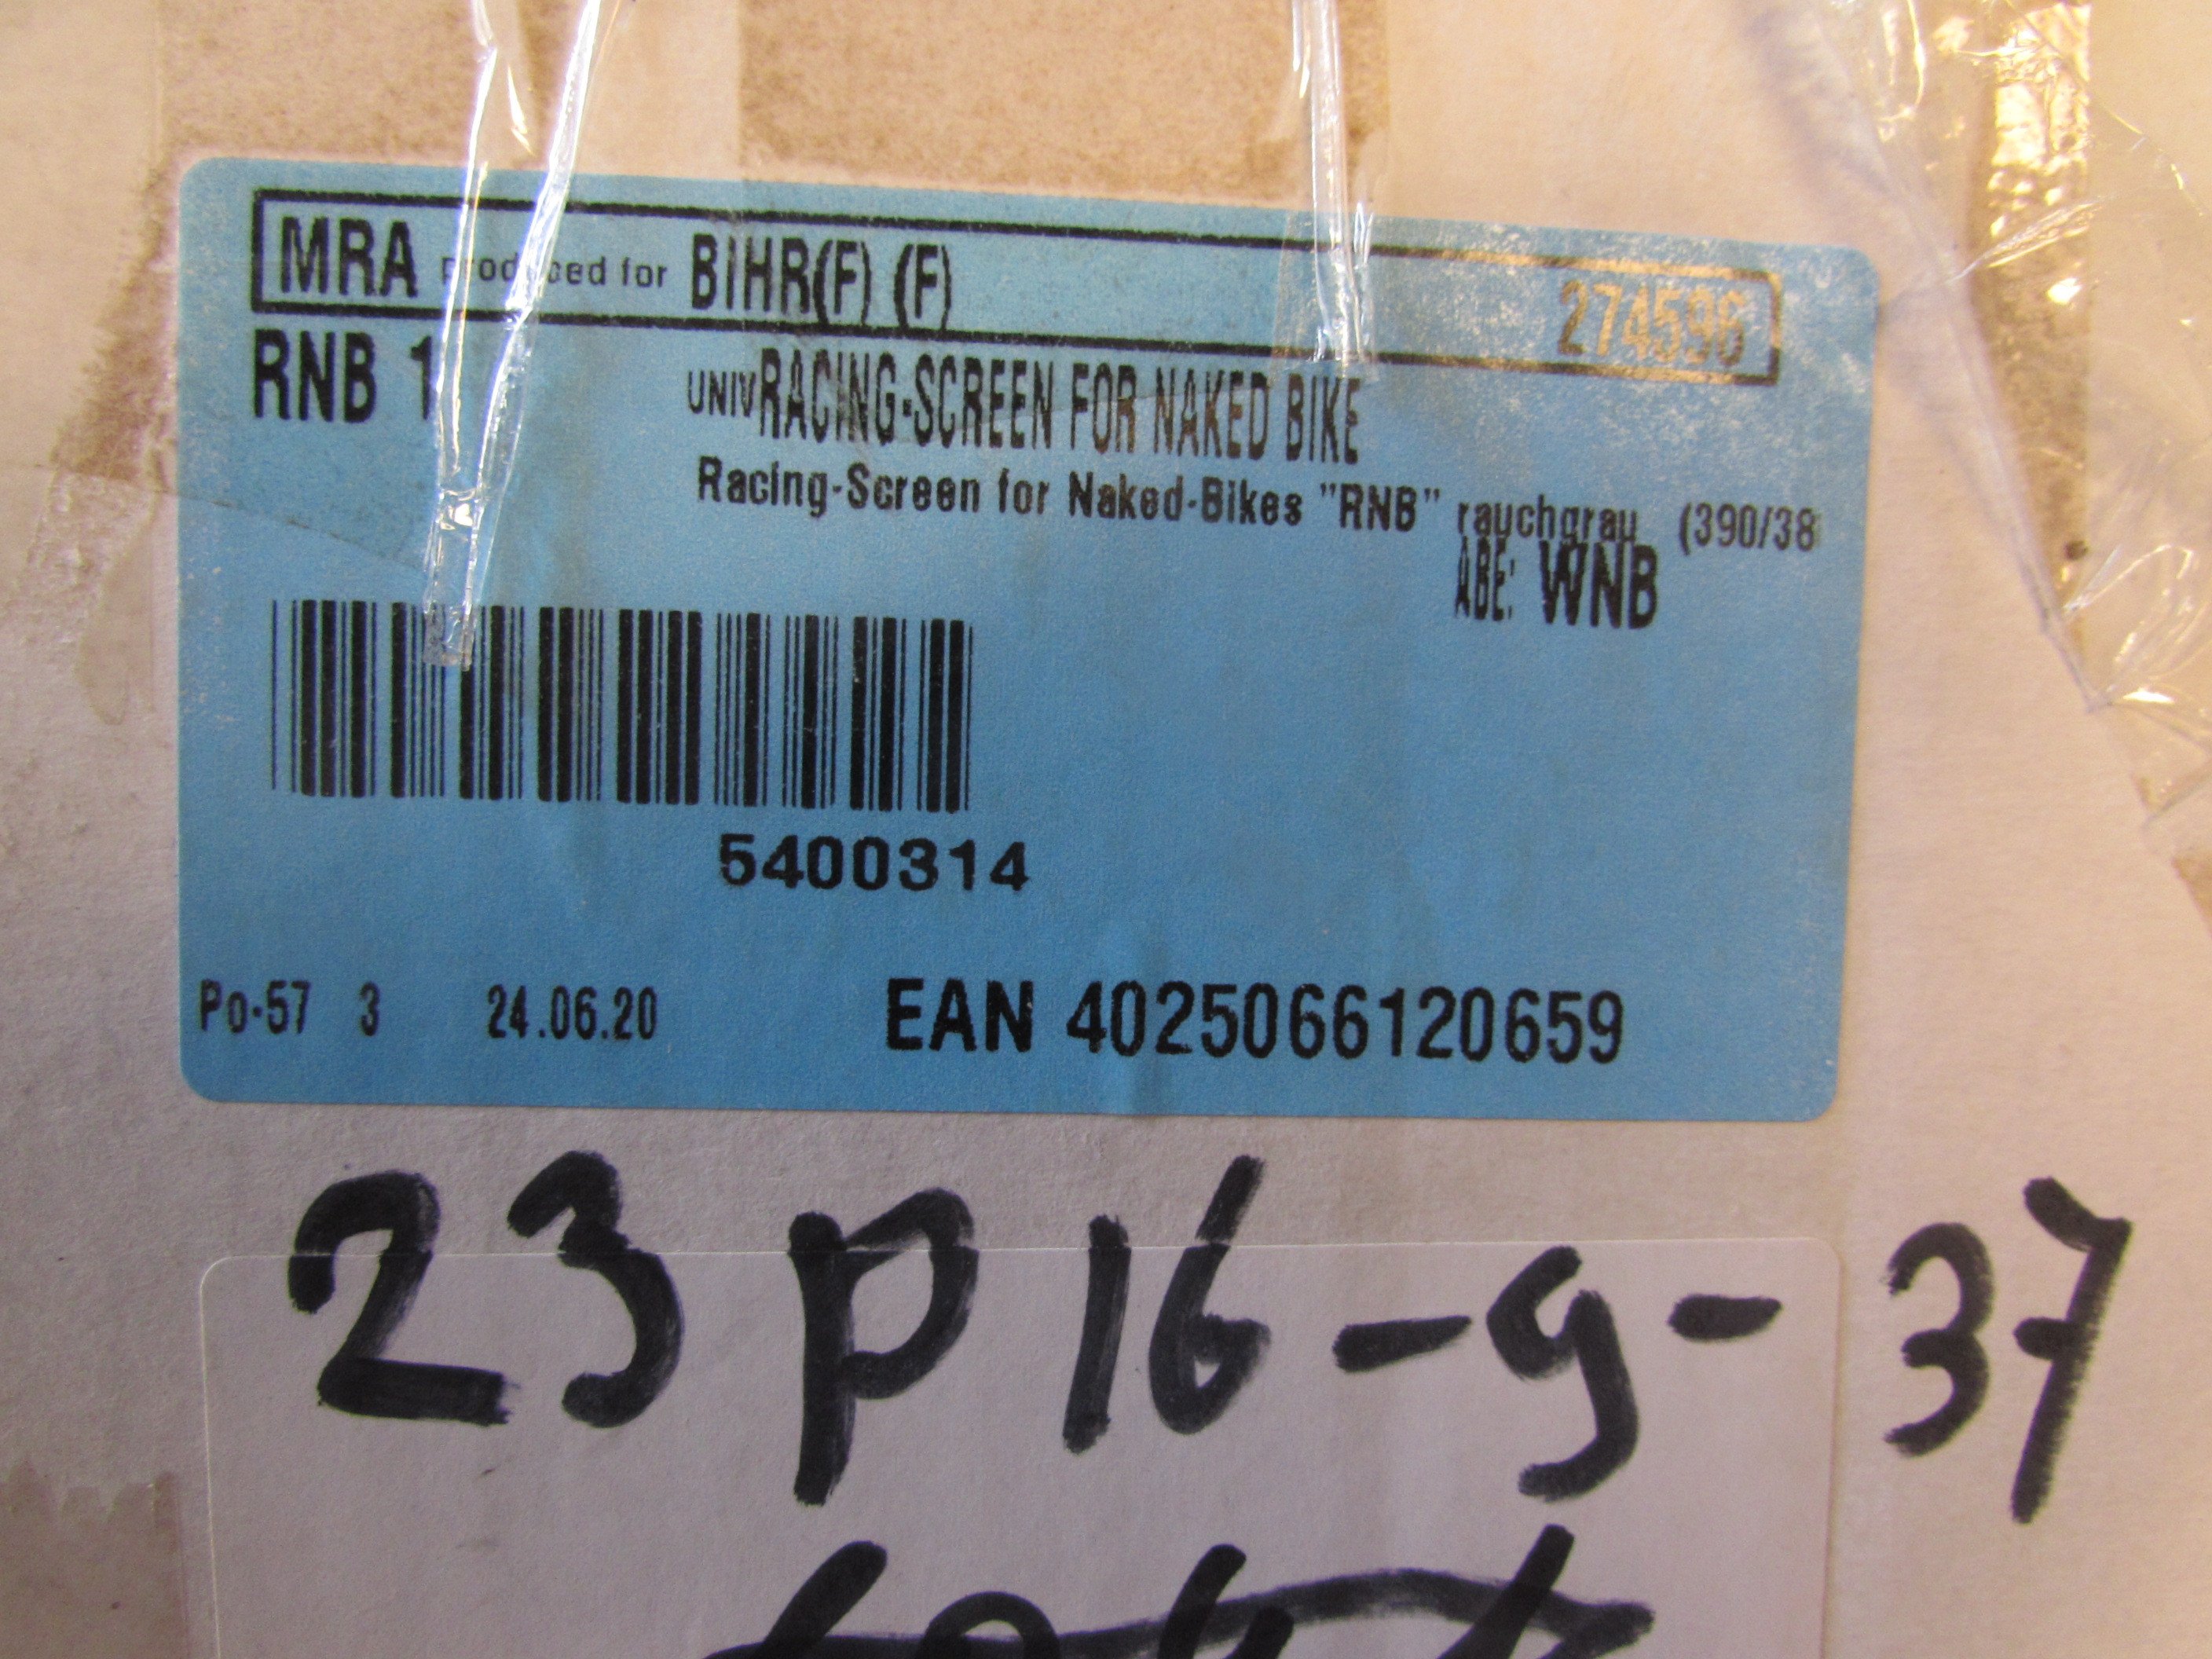 MRA produced for BIHR(F) (F) 274596
RNB 1 UNIVRACING-SCREEN FOR NAKED BIKE
Racing-Screen for Naked-Bikes "RNB" rauchgrau (390/38
ABE: WNB
5400314
Po-57 3 24.06.20 EAN 4025066120659
23 P 16 - 9 - 37